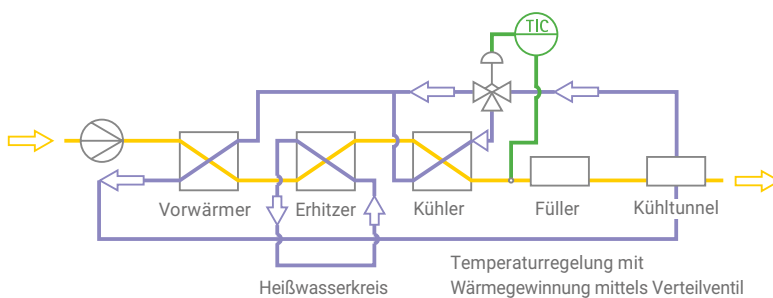 TIC
Vorwärmer
Erhitzer
Kühler
Füller
Kühltunnel
Heißwasserkreis
Temperaturregelung mit
Wärmegewinnung mittels Verteilventil